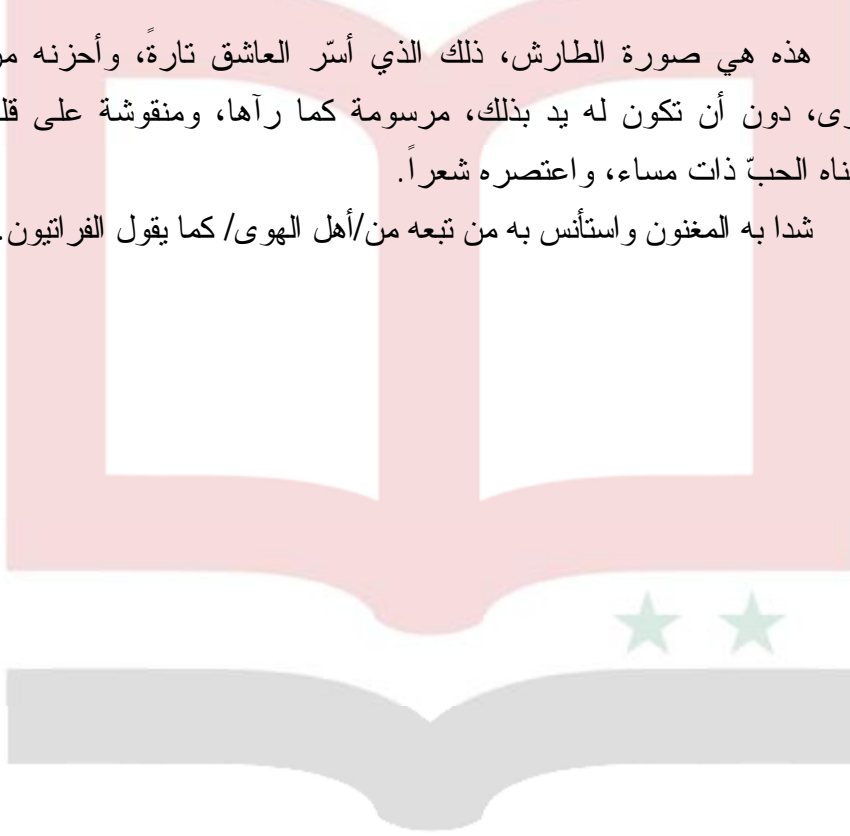 هذه هي صورة الطارش، ذلك الذي أسّر العاشق تارةً، وأحزنه
دون أن تكون له يد بذلك، مرسومة كما رآها، ومنقوشة على
الحبّ ذات مساء، واعتصره شعراً.
شدا به المغنون واستأنس به من تبعه من/أهل الهوى/ كما يقول الفراتيون.